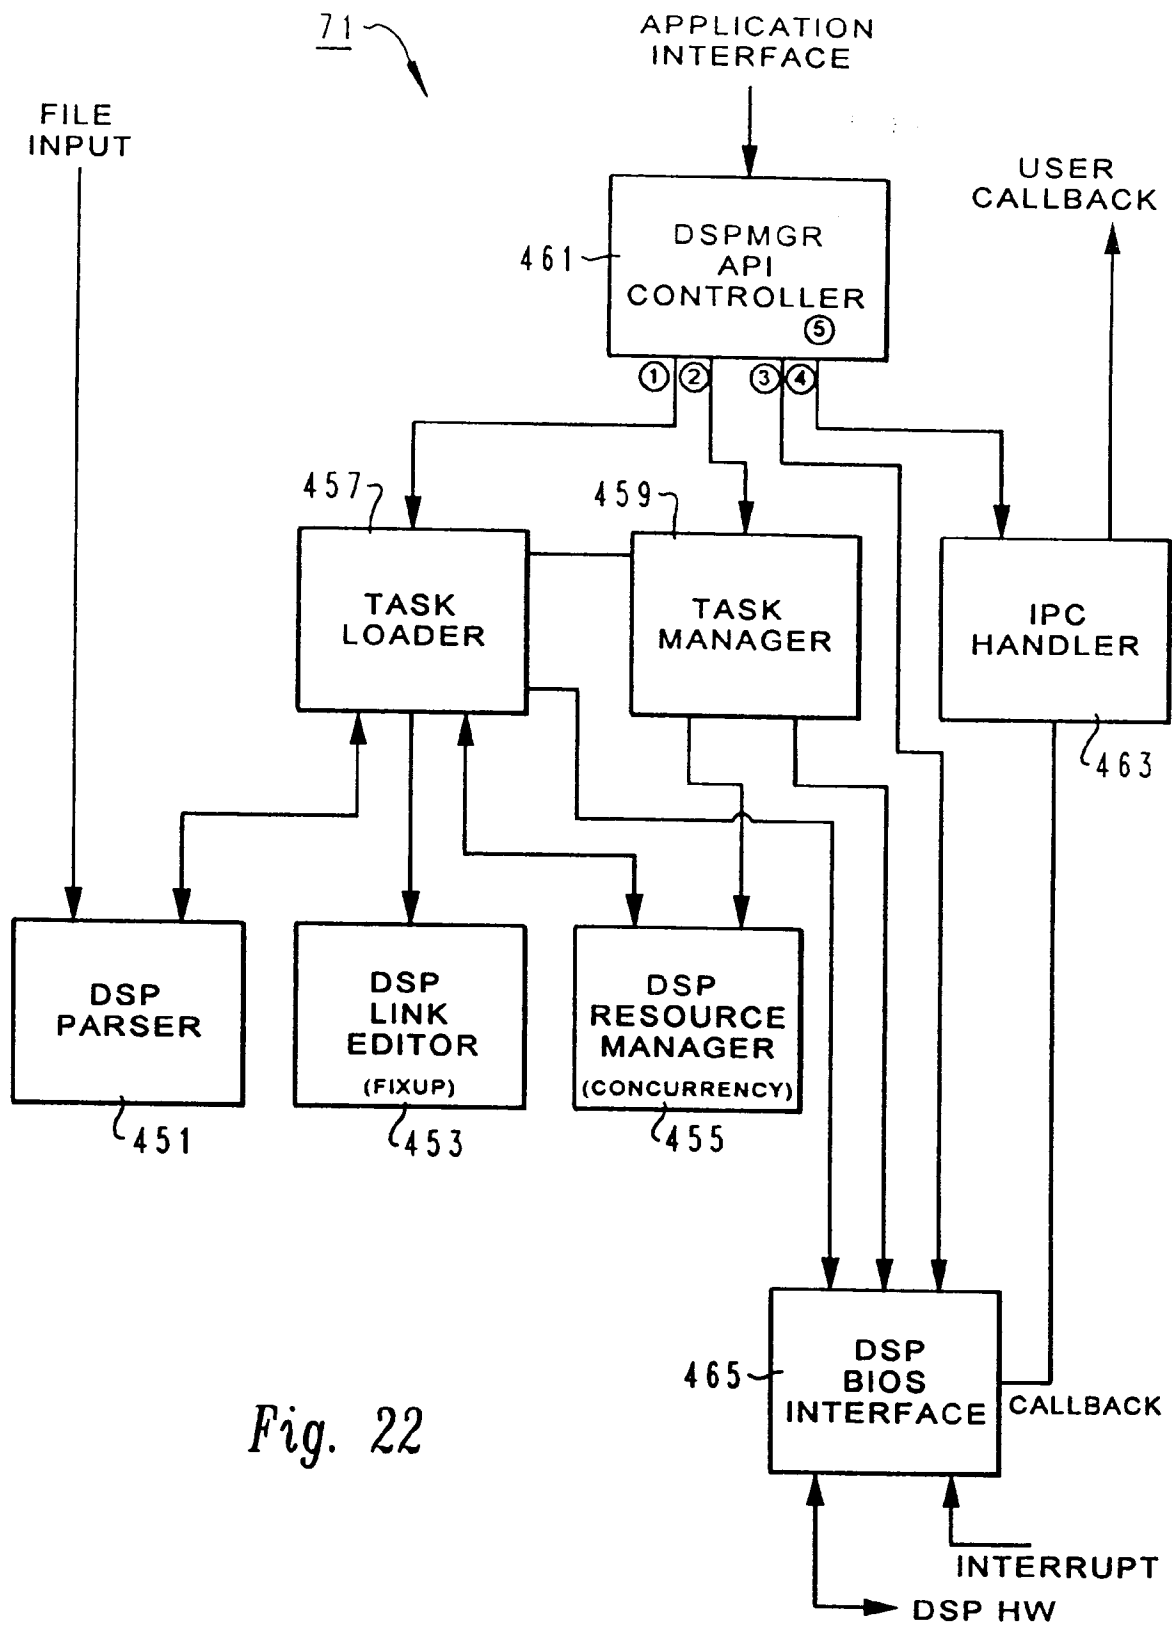 71
APPLICATION
INTERFACE
FILE
INPUT
USER
CALLBACK
461
DSPMGR
API
CONTROLLER
5
1 2 3 4
457
459
TASK
LOADER
TASK
MANAGER
IPC
HANDLER
463
DSP
PARSER
451
DSP
LINK
EDITOR
(FIXUP)
453
DSP
RESOURCE
MANAGER
(CONCURRENCY)
455
465
DSP
BIOS
INTERFACE
CALLBACK
Fig. 22
INTERRUPT
DSP HW